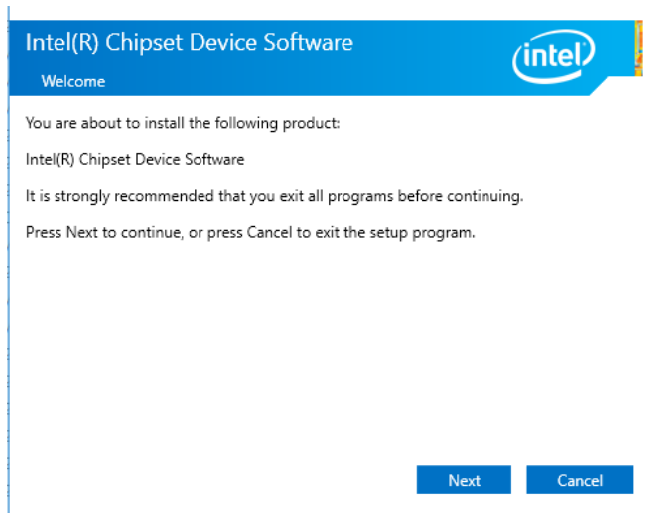 Intel(R) Chipset Device Software
intel
Welcome
You are about to install the following product:
Intel(R) Chipset Device Software
It is strongly recommended that you exit all programs before continuing.
Press Next to continue, or press Cancel to exit the setup program.
Next
Cancel